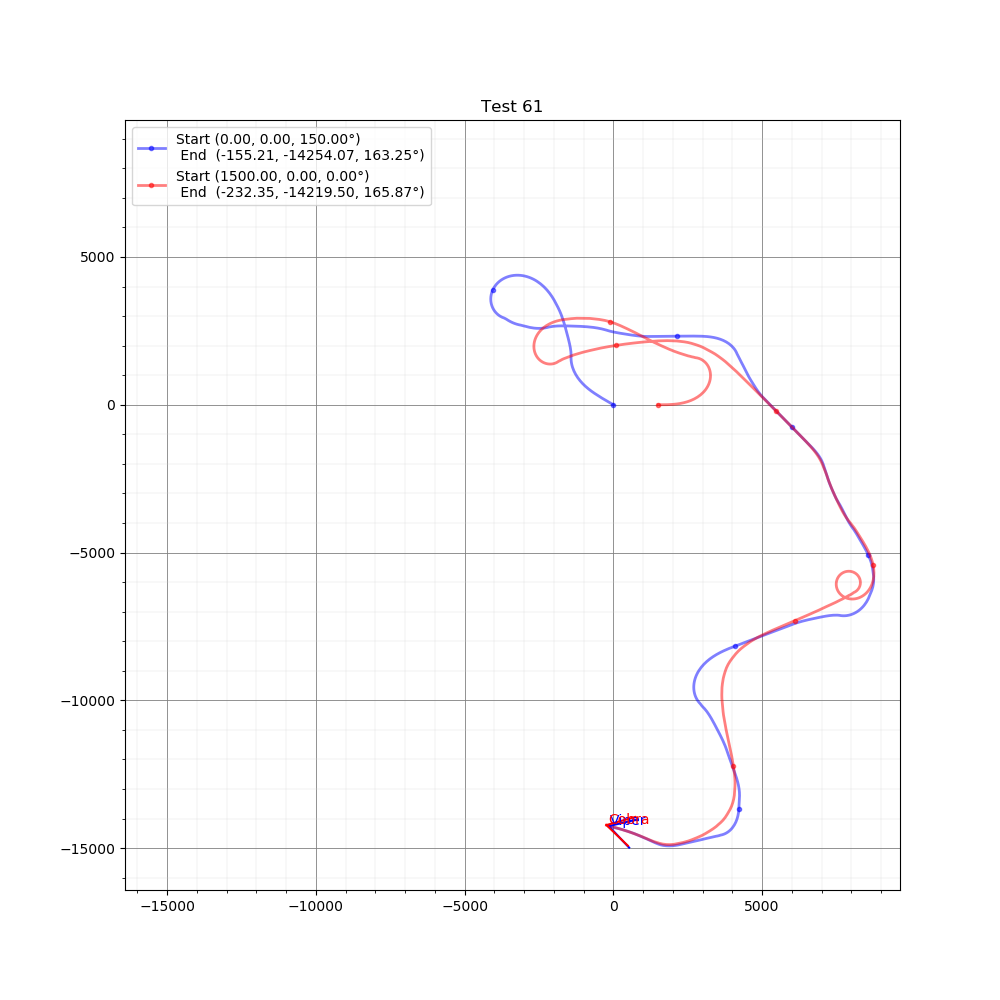 Test 61
Start (0.00, 0.00, 150.00°)
End (-155.21, -14254.07, 163.25°)
Start (1500.00, 0.00, 0.00°)
End (-232.35, -14219.50, 165.87°)
5000
0
−5000
−10000
−15000
−15000
−10000
−5000
0
5000